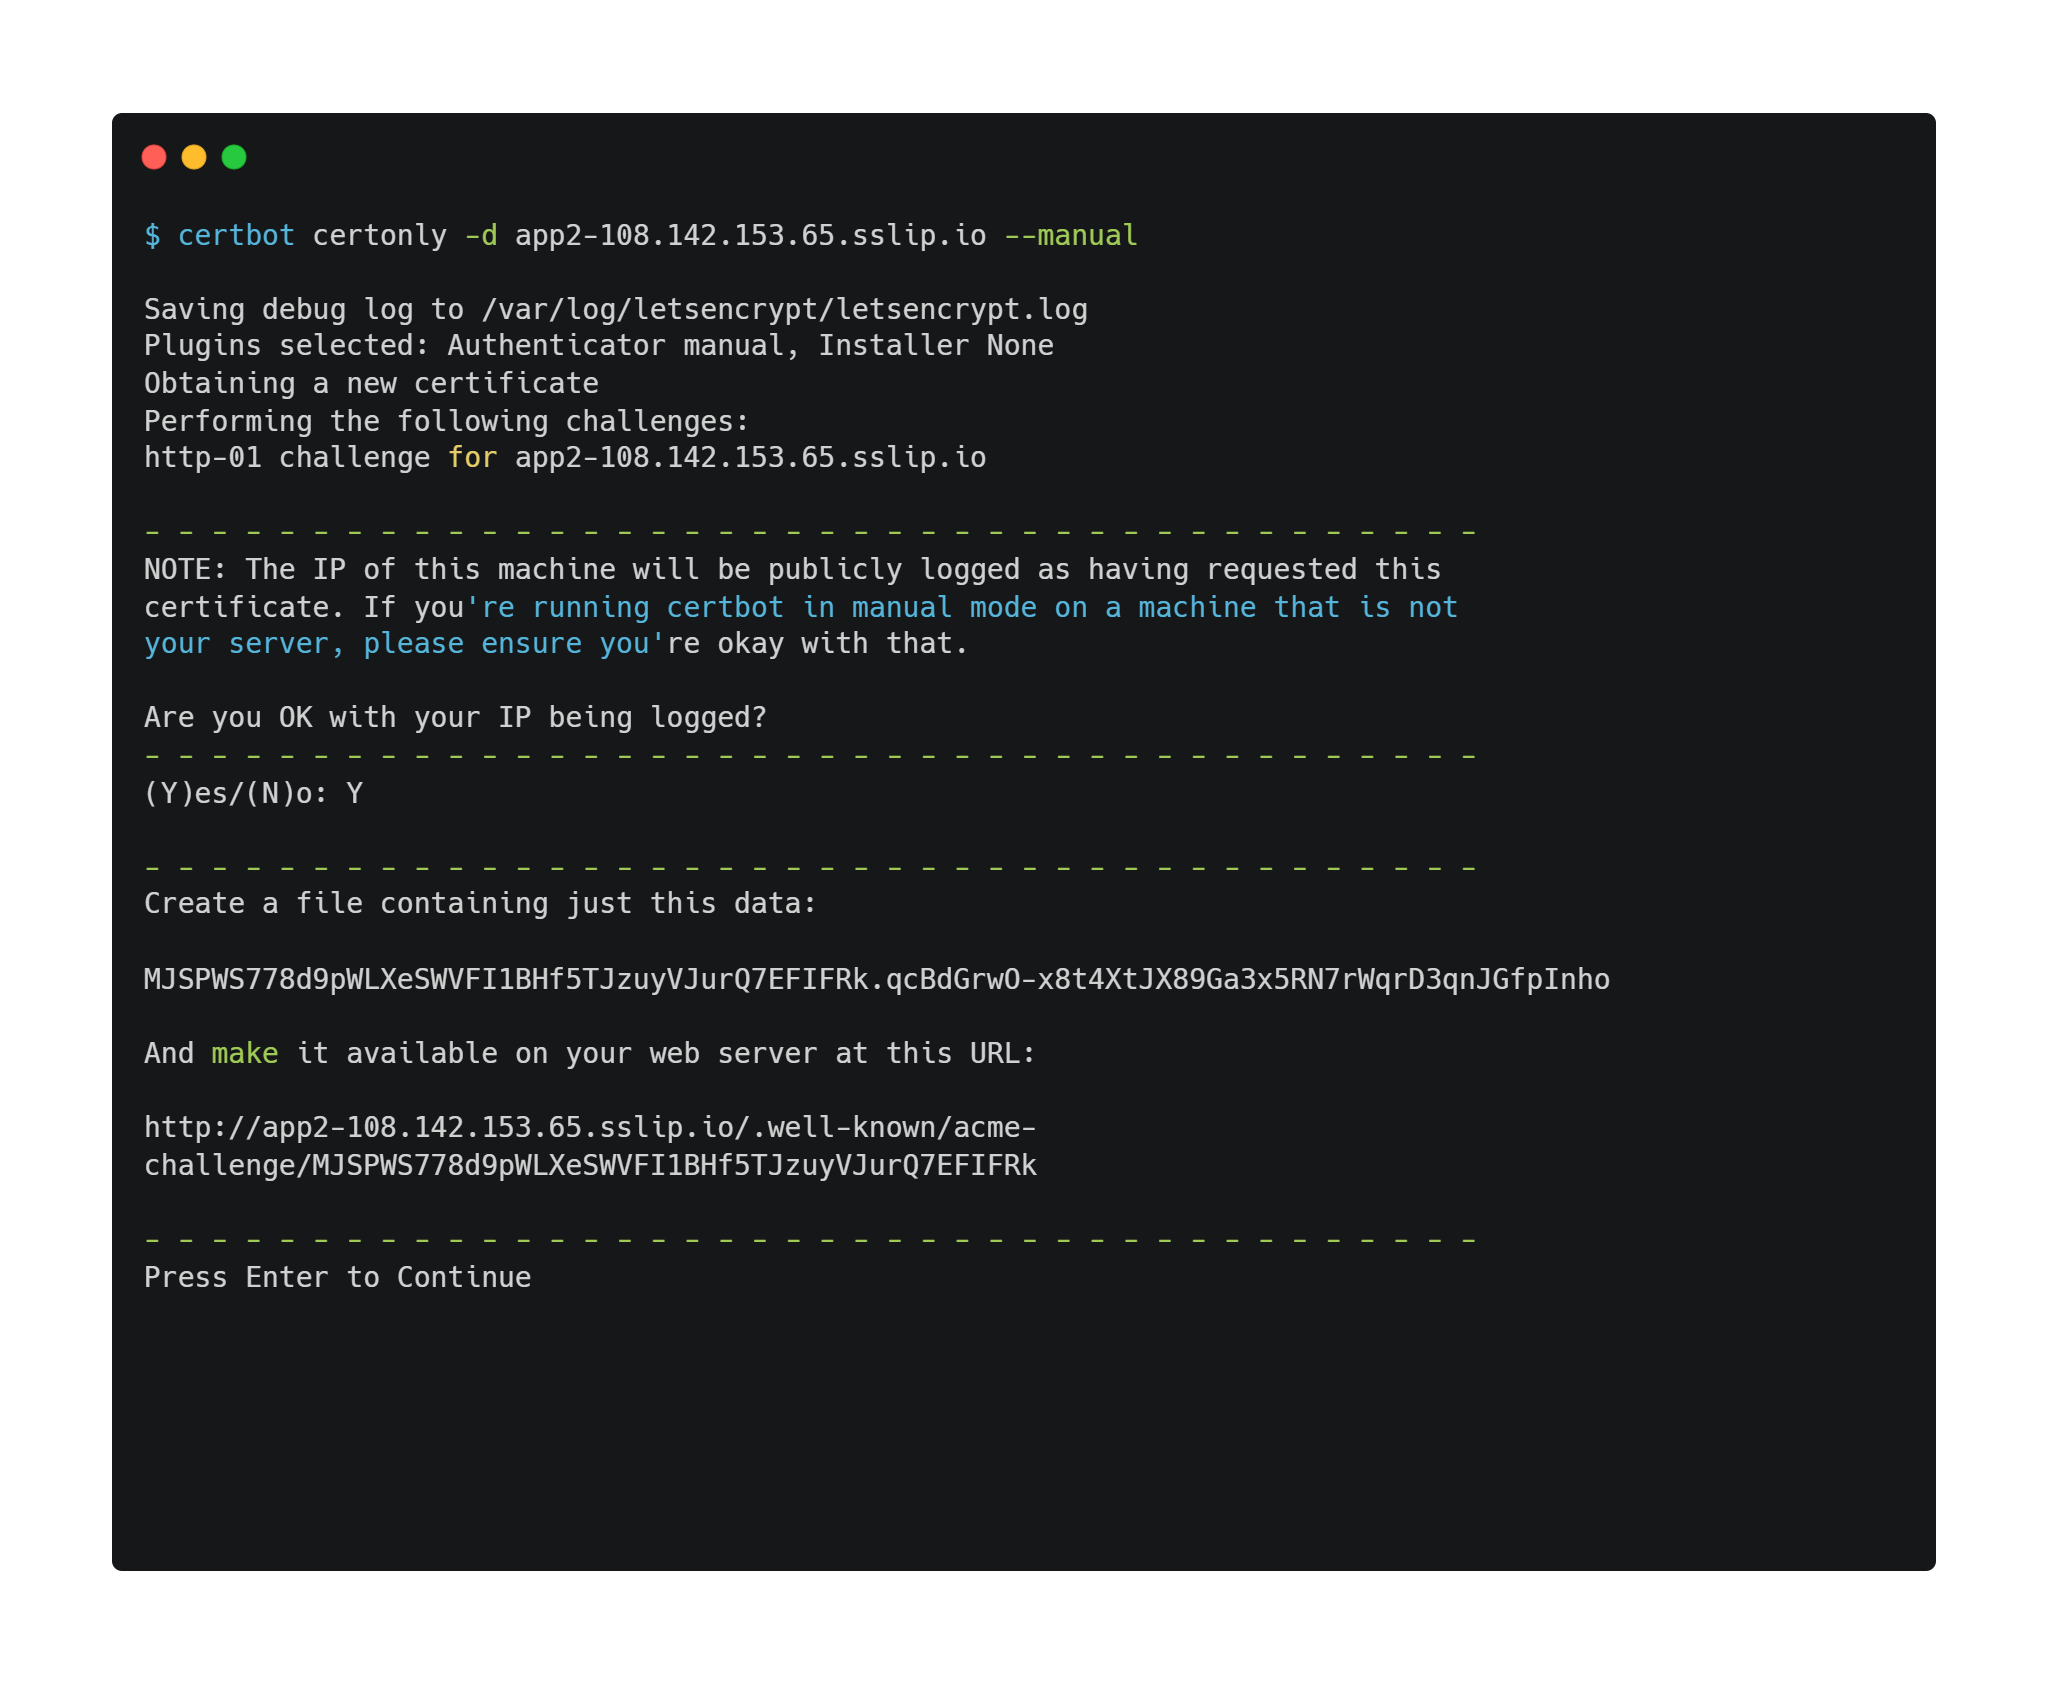 $ certbot certonly -d app2-108.142.153.65.sslip.io --manual
Saving debug log to /var/log/letsencrypt/letsencrypt.log
Plugins selected: Authenticator manual, Installer None
Obtaining a new certificate
Performing the following challenges:
http-01 challenge for app2-108.142.153.65.sslip.io
- - - - - - - - - - - - - - - - - - - - - - - - - - - - - - - - - - - - - - - -
NOTE: The IP of this machine will be publicly logged as having requested this
certificate. If you're running certbot in manual mode on a machine that is not
your server, please ensure you're okay with that.
Are you OK with your IP being logged?
- - - - - - - - - - - - - - - - - - - - - - - - - - - - - - - - - - - - - - - -
(Y)es/(N)o: Y
- - - - - - - - - - - - - - - - - - - - - - - - - - - - - - - - - - - - - - - -
Create a file containing just this data:
MJSPWS778d9pWLXeSWVFI1BHf5TJzuyVJurQ7EFIFRk.qcBdGrwO-x8t4XtJX89Ga3x5RN7rWqrD3qnJGfpInho
And make it available on your web server at this URL:
http://app2-108.142.153.65.sslip.io/.well-known/acme-
challenge/MJSPWS778d9pWLXeSWVFI1BHf5TJzuyVJurQ7EFIFRk
- - - - - - - - - - - - - - - - - - - - - - - - - - - - - - - - - - - - - - - -
Press Enter to Continue